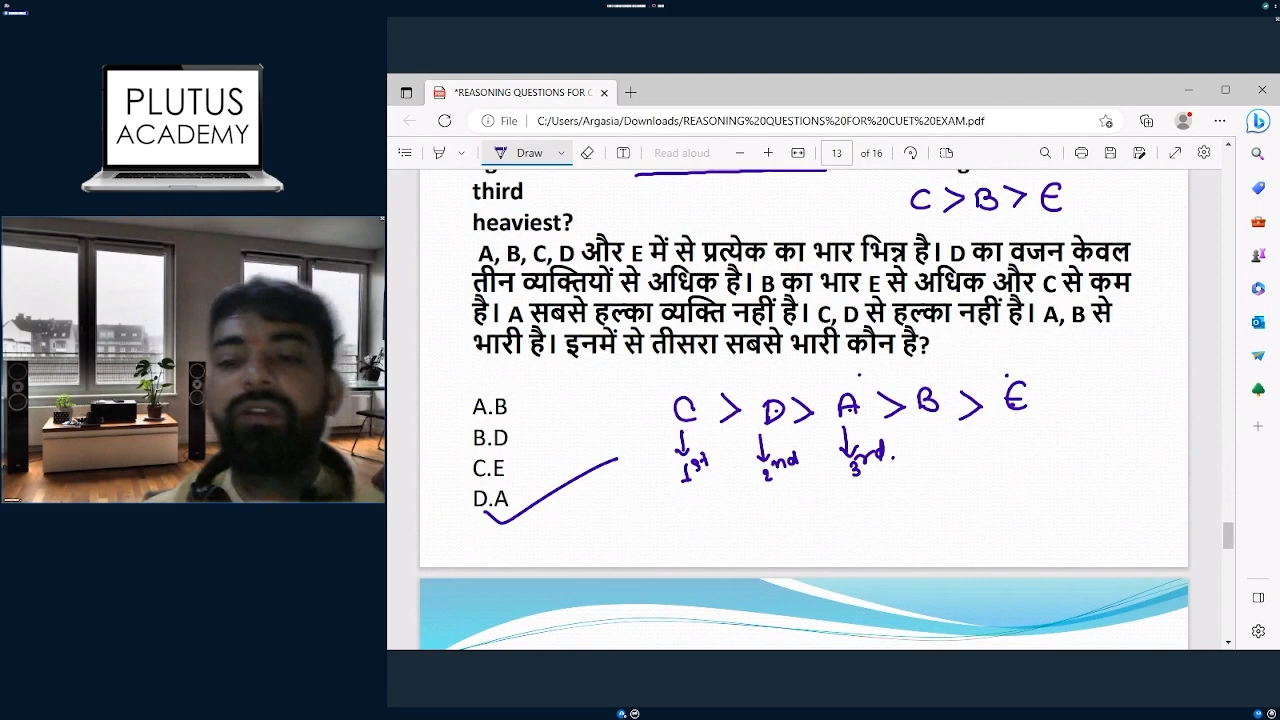 PLUTUS
ACADEMY
*REASONING QUESTIONS FOR C
File
C:/Users/Argasia/Downloads/REASONING%20QUESTIONS%20FOR%20CUET%20EXAM.pdf
Draw
Read aloud
13 of 16
third
C > B > E
heaviest?
A, B, C, D और E में से प्रत्येक का भार भिन्न है। D का वजन केवल
तीन व्यक्तियों से अधिक है। B का भार E से अधिक और C से कम
है। A सबसे हल्का व्यक्ति नहीं है। C, D से हल्का नहीं है। A, B से
भारी है। इनमें से तीसरा सबसे भारी कौन है?
A.B
C > D > A > B > E
B.D
1st 2nd 3rd.
C.E
D.A